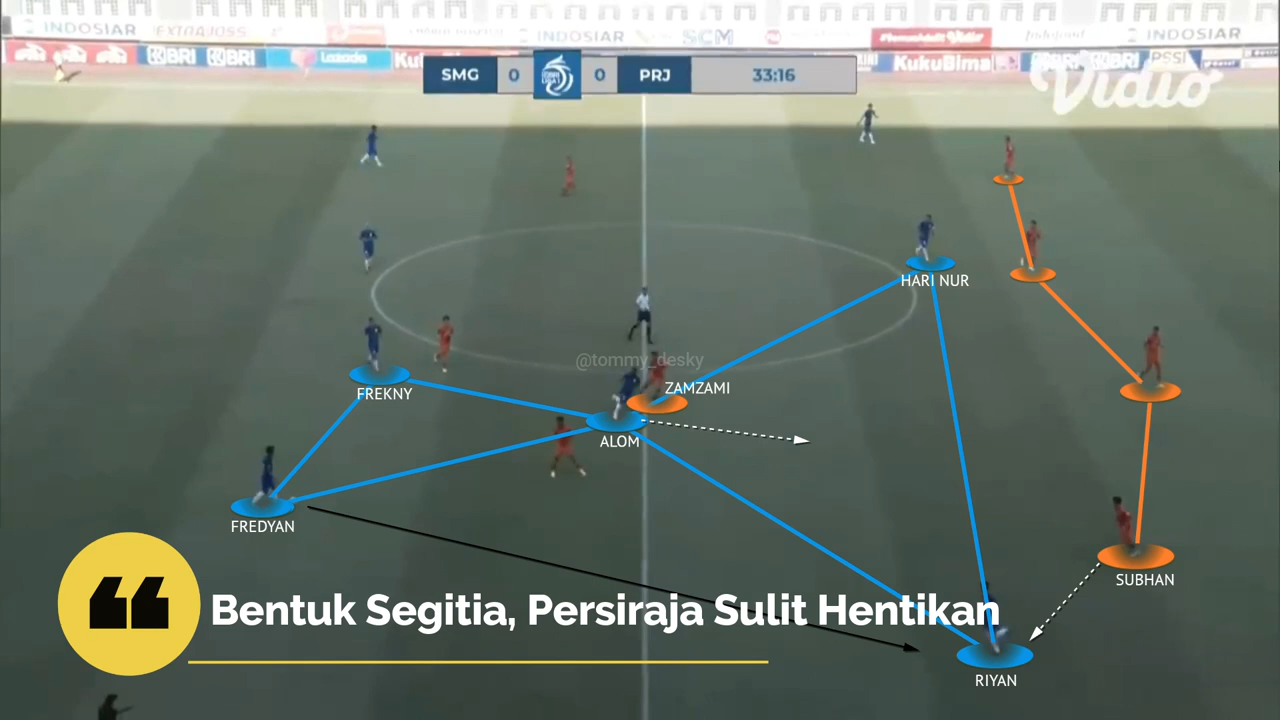 INDOSIAR EXTRAJOSS INDOSIAR SCM INDOSIAR
BRI BRI Lazada KukuBima PSSI
Vidio
SMG 0 0 PRJ 33:16
HARI NUR
@tommy_desky
ZAMZAMI
FREKNY
ALOM
FREDYAN
SUBHAN
Bentuk Segitia, Persiraja Sulit Hentikan
RIYAN